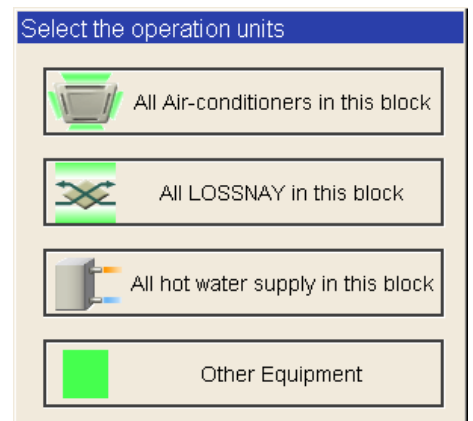 Select the operation units
All Air-conditioners in this block
All LOSSNAY in this block
All hot water supply in this block
Other Equipment